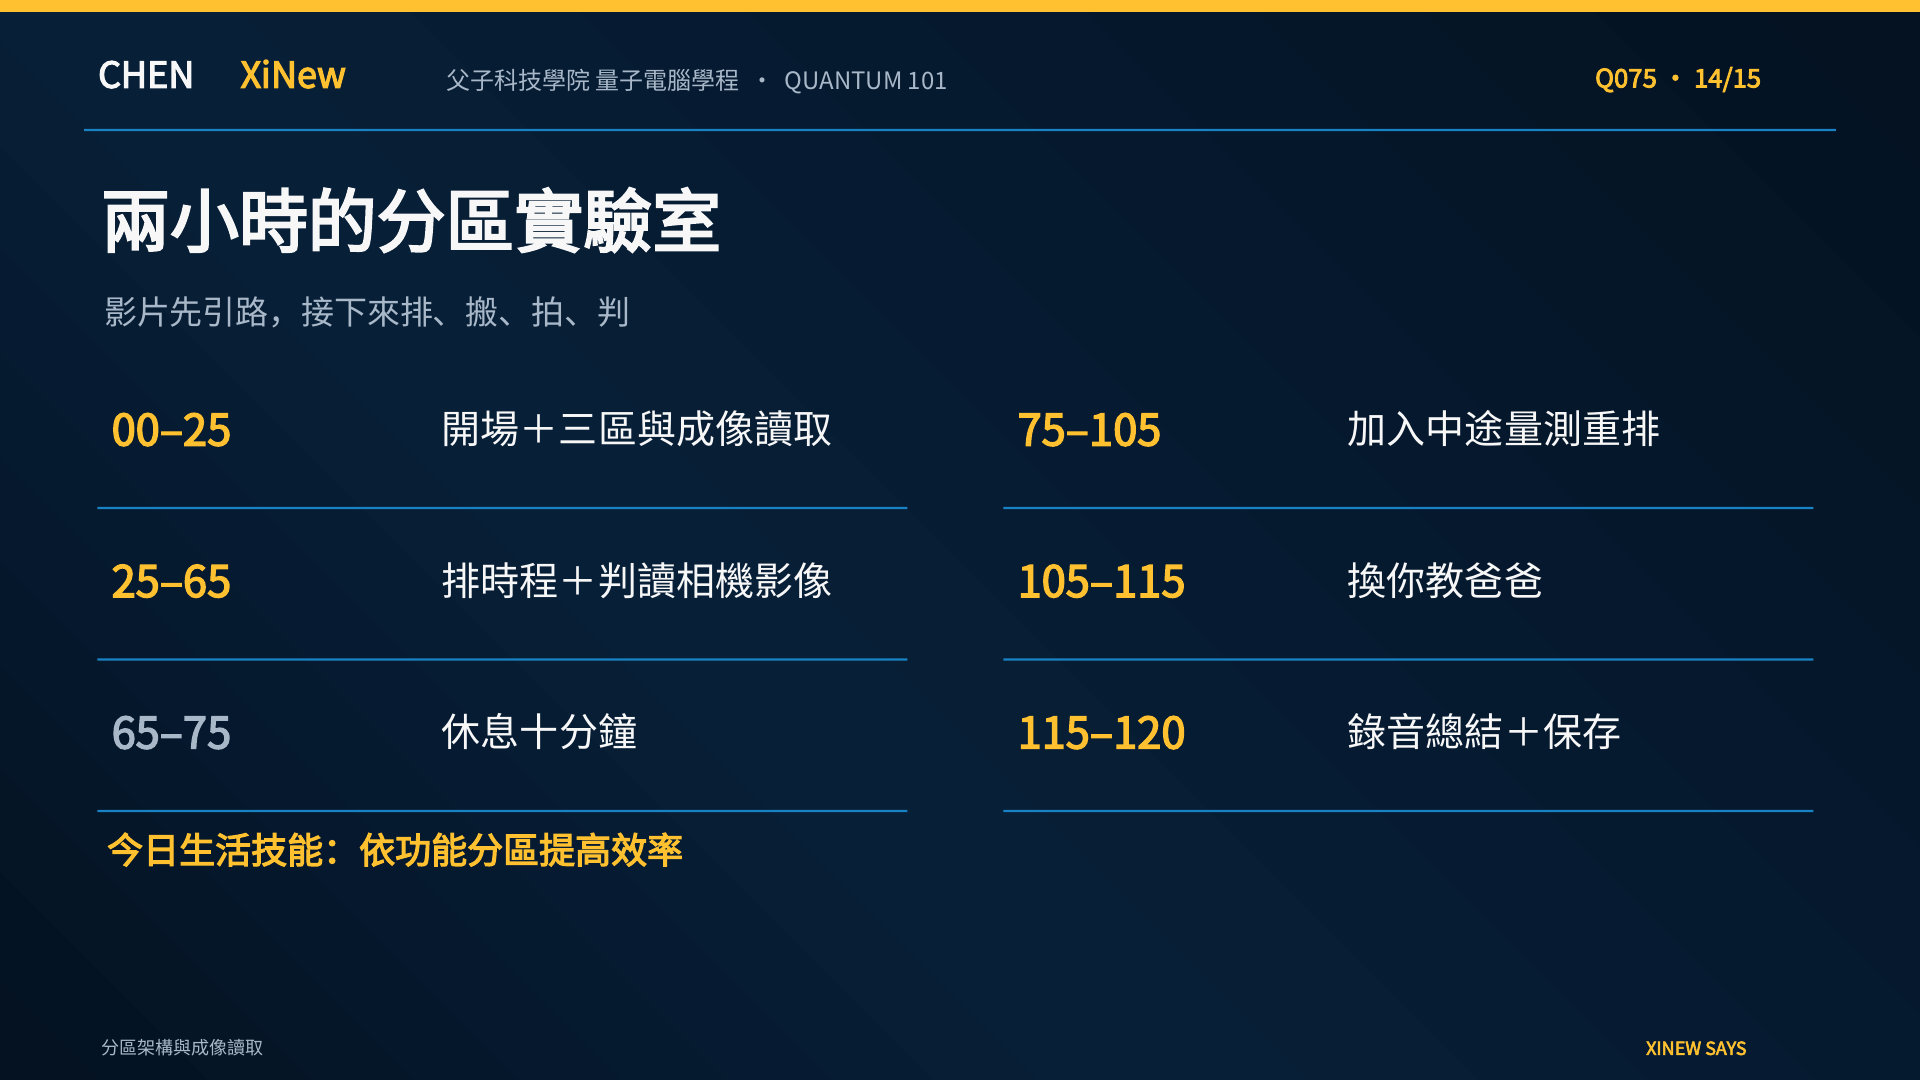 CHEN XiNew 父子科技學院 量子電腦學程 · QUANTUM 101 Q075 · 14/15
兩小時的分區實驗室
影片先引路，接下來排、搬、拍、判
00–25 開場＋三區與成像讀取
25–65 排時程＋判讀相機影像
65–75 休息十分鐘
75–105 加入中途量測重排
105–115 換你教爸爸
115–120 錄音總結＋保存
今日生活技能：依功能分區提高效率
分區架構與成像讀取 XINEW SAYS